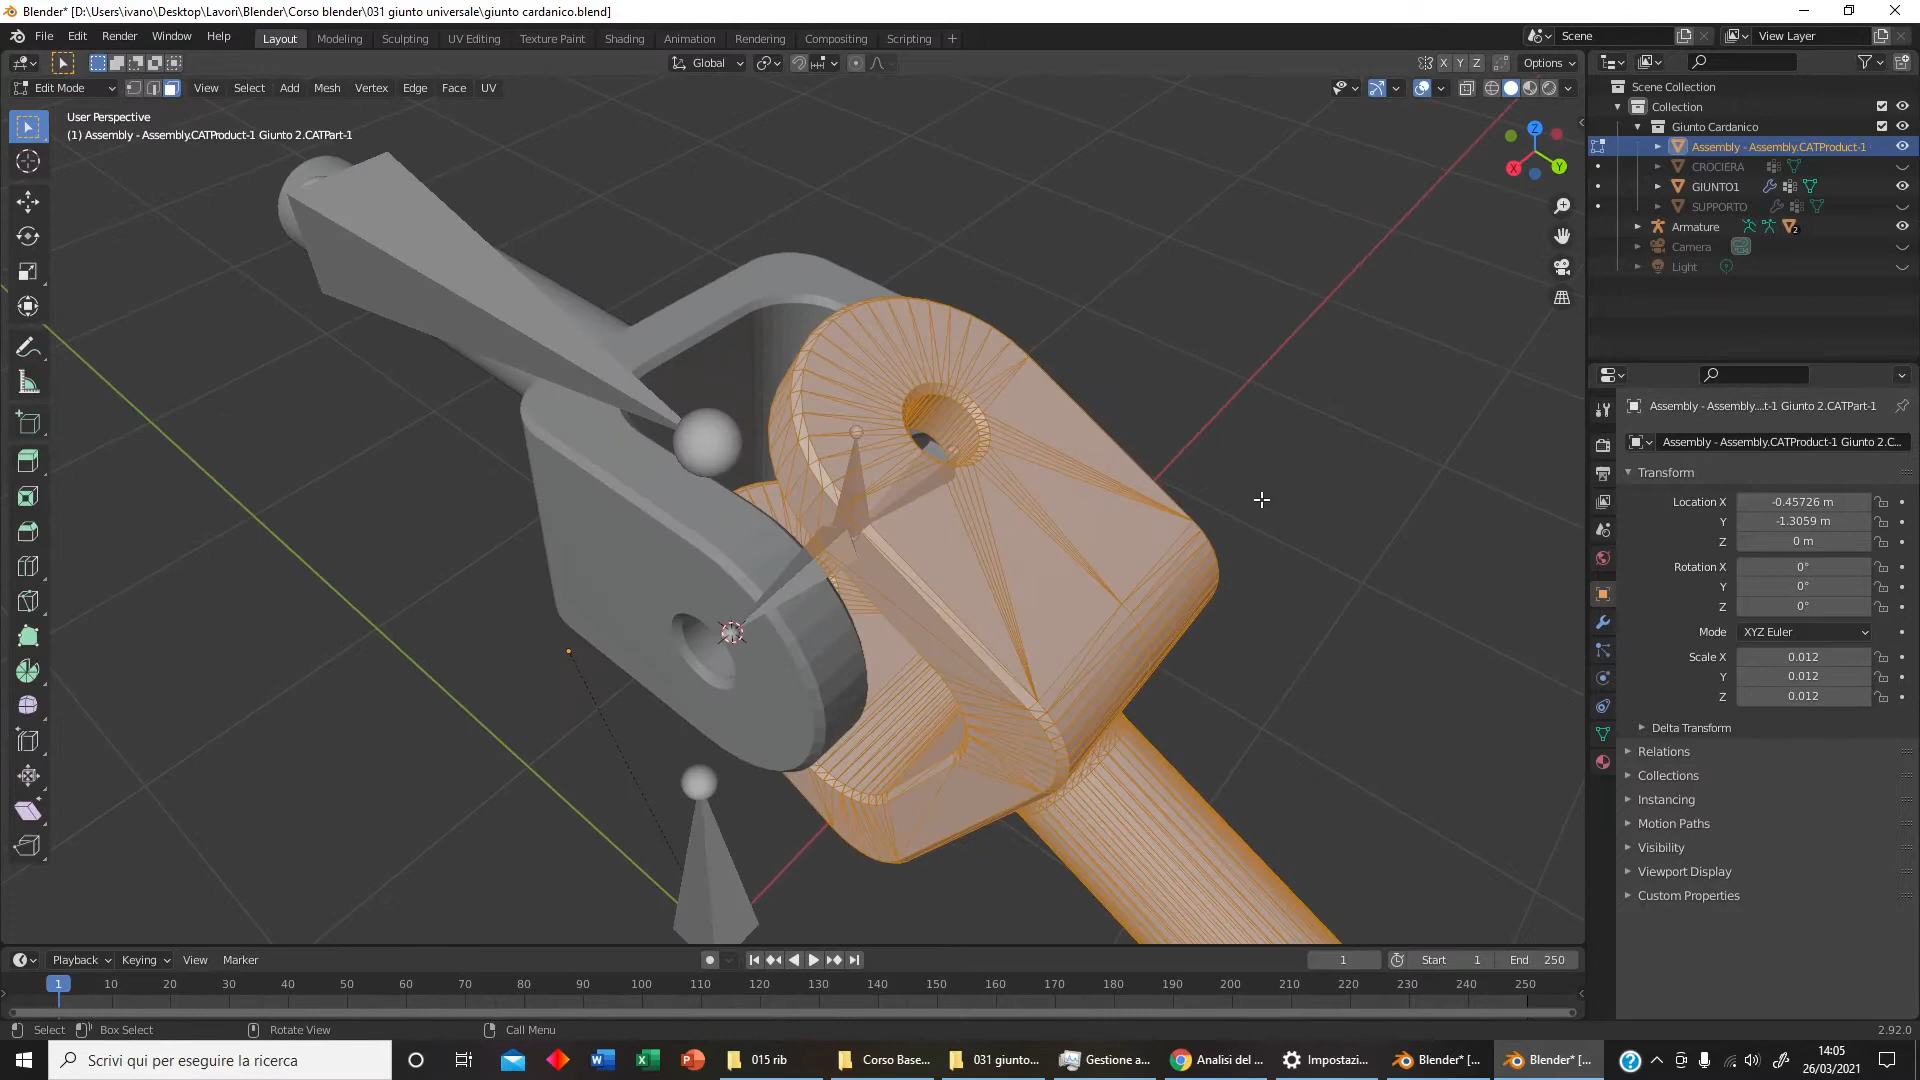 Blender* [D:\Users\ivano\Desktop\Lavori\Blender\Corso blender\031 giunto universale\giunto cardanico.blend]
File Edit Render Window Help Layout Modeling Sculpting UV Editing Texture Paint Shading Animation Rendering Compositing Scripting + Scene View Layer
Global X Y Z Options
Edit Mode View Select Add Mesh Vertex Edge Face UV
User Perspective
(1) Assembly - Assembly.CATProduct-1 Giunto 2.CATPart-1
Z
X
Y
Scene Collection
Collection
Giunto Cardanico
Assembly - Assembly.CATProduct-1
CROCIERA
GIUNTO1
SUPPORTO
Armature 2
Camera
Light
Assembly - Assembly....t-1 Giunto 2.CATPart-1
Assembly - Assembly.CATProduct-1 Giunto 2.C...
Transform
Location X -0.45726 m
Y -1.3059 m
Z 0 m
Rotation X 0°
Y 0°
Z 0°
Mode XYZ Euler
Scale X 0.012
Y 0.012
Z 0.012
Delta Transform
Relations
Collections
Instancing
Motion Paths
Visibility
Viewport Display
Custom Properties
Playback Keying View Marker 1 Start 1 End 250
1 10 20 30 40 50 60 70 80 90 100 110 120 130 140 150 160 170 180 190 200 210 220 230 240 250
Select Box Select Rotate View Call Menu 2.92.0
Scrivi qui per eseguire la ricerca 015 rib Corso Base... 031 giunto... Gestione a... Analisi del ... Impostazi... Blender* [... Blender* [...
14:05
26/03/2021